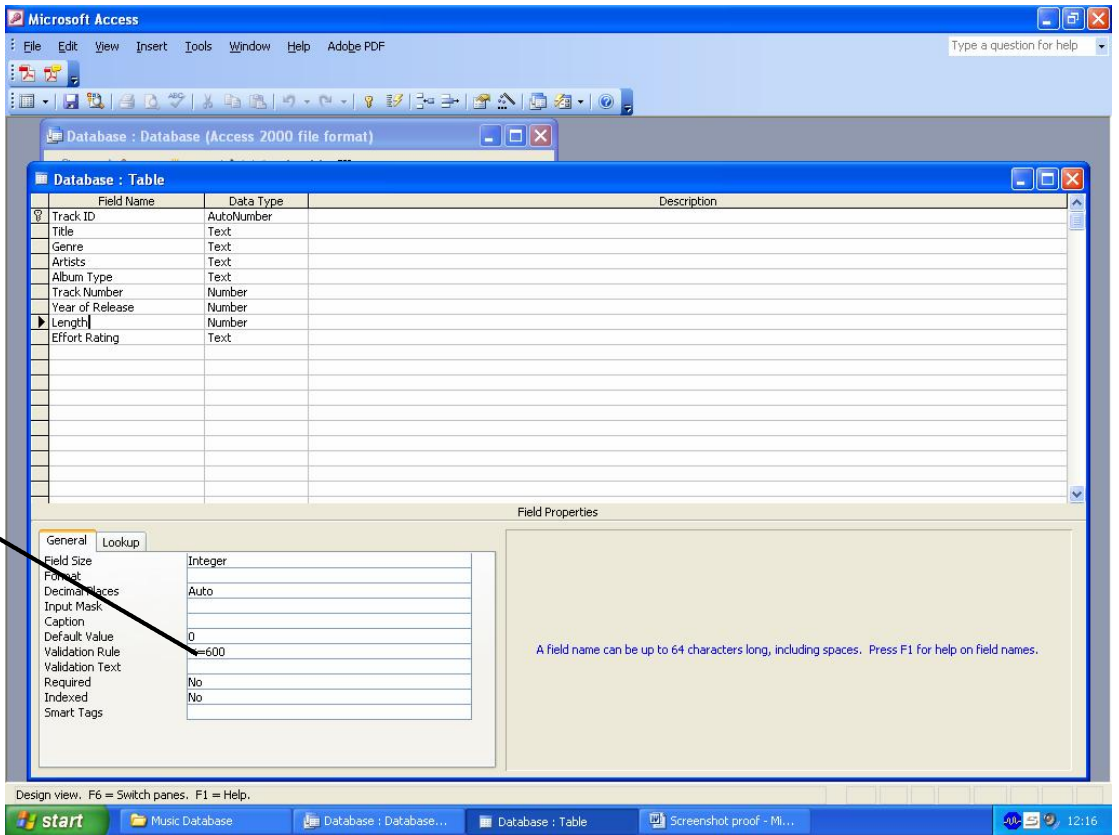 Microsoft Access
File Edit View Insert Tools Window Help Adobe PDF Type a question for help
Database : Database (Access 2000 file format)
Database : Table
Field Name Data Type Description
Track ID AutoNumber
Title Text
Genre Text
Artists Text
Album Type Text
Track Number Number
Year of Release Number
Length Number
Effort Rating Text
Field Properties
General Lookup
Field Size Integer
Format
Decimal Places Auto
Input Mask
Caption
Default Value 0
Validation Rule =600
Validation Text
Required No
Indexed No
Smart Tags
A field name can be up to 64 characters long, including spaces. Press F1 for help on field names.
Design view. F6 = Switch panes. F1 = Help.
start Music Database Database : Database... Database : Table Screenshot proof - Mi... 12:16